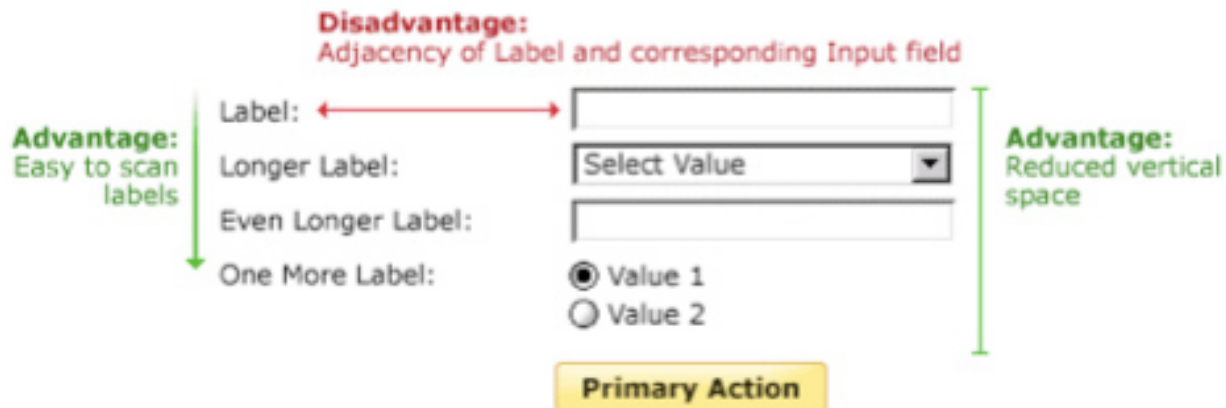 Disadvantage:
Adjacency of Label and corresponding Input field
Advantage:
Easy to scan
labels
Label:
Longer Label:
Select Value
Even Longer Label:
One More Label:
Value 1
Value 2
Advantage:
Reduced vertical
space
Primary Action